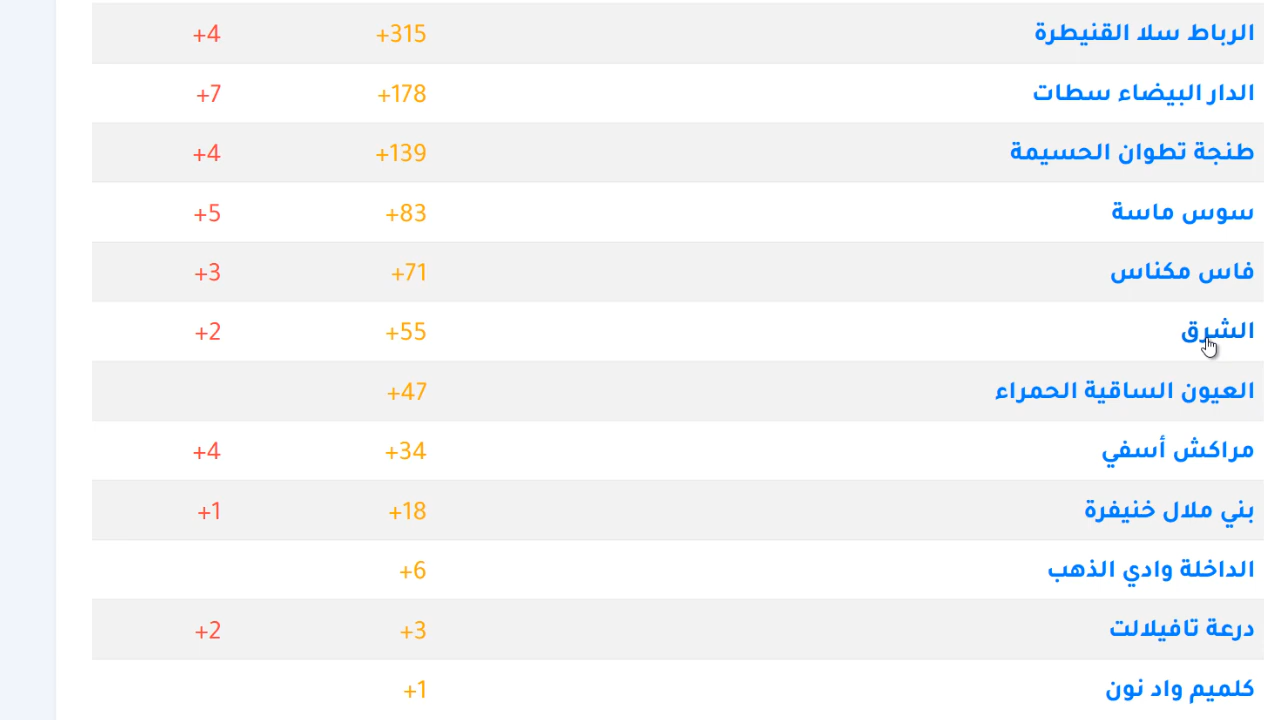 الرباط سلا القنيطرة +315 +4
الدار البيضاء سطات +178 +7
طنجة تطوان الحسيمة +139 +4
سوس ماسة +83 +5
فاس مكناس +71 +3
الشرق +55 +2
العيون الساقية الحمراء +47
مراكش أسفي +34 +4
بني ملال خنيفرة +18 +1
الداخلة وادي الذهب +6
درعة تافيلالت +3 +2
كلميم واد نون +1